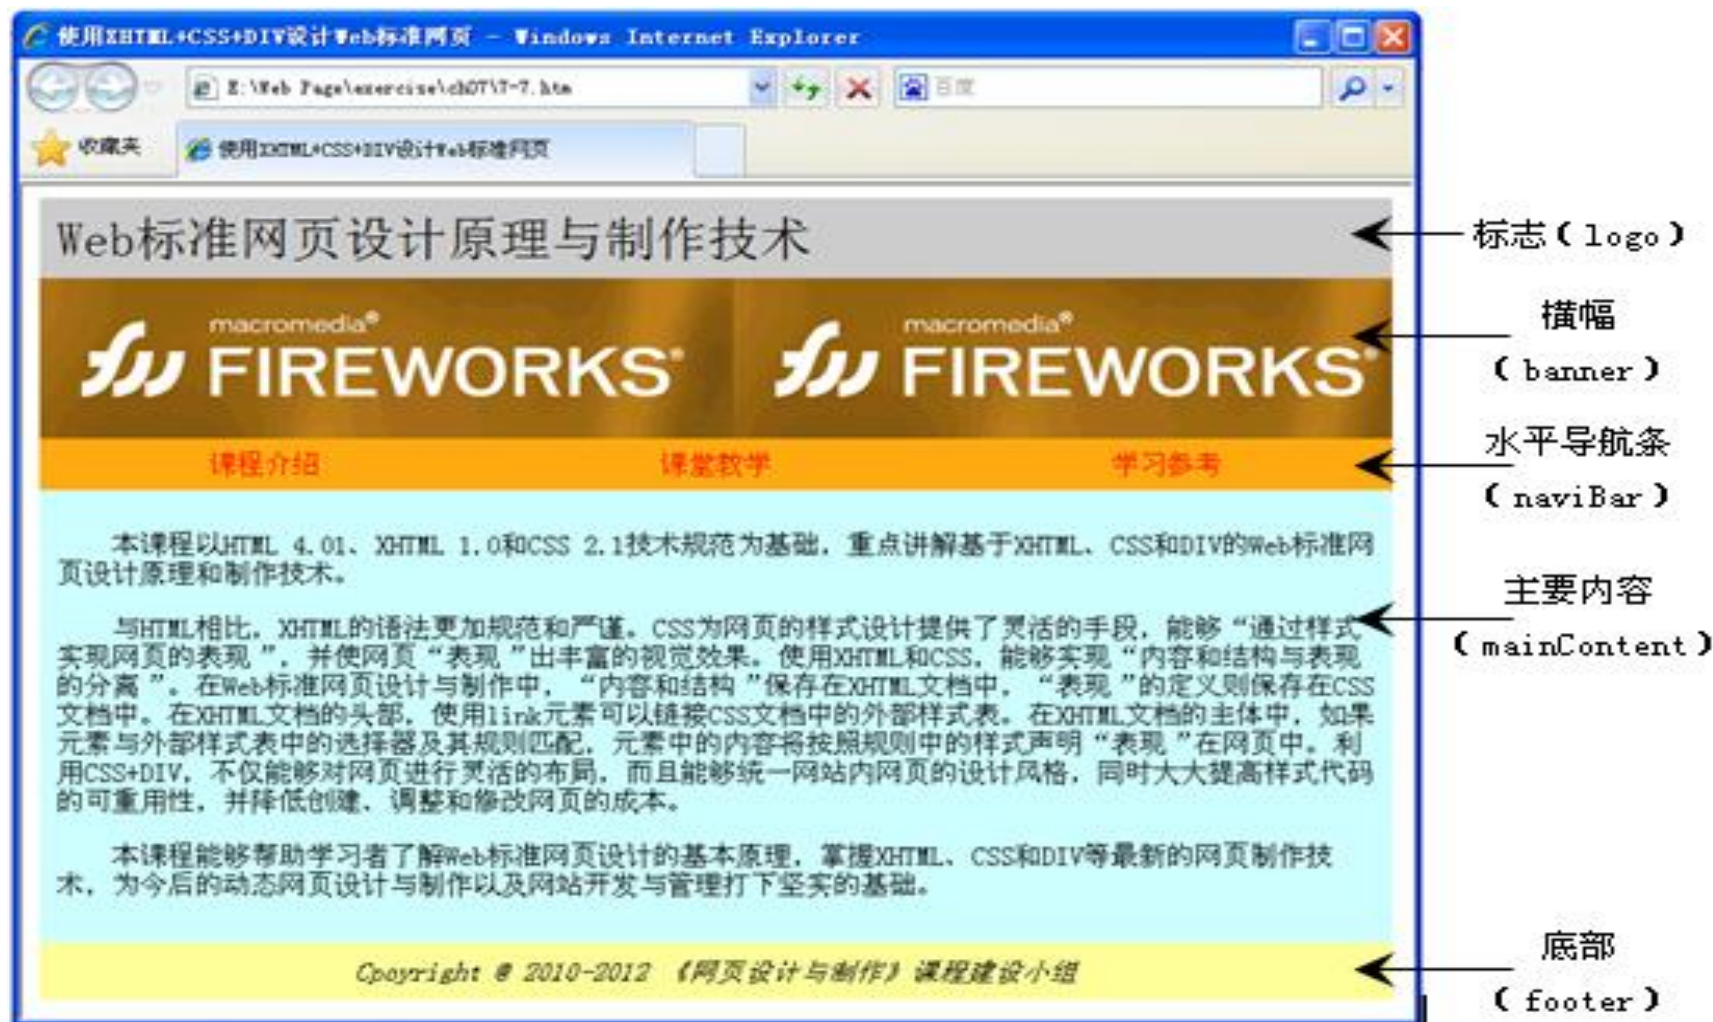 使用XHTML+CSS+DIV设计Web标准网页 - Windows Internet Explorer
E:\Web Page\exercise\ch07\7-7.htm
百度
收藏夹
使用XHTML+CSS+DIV设计Web标准网页
Web标准网页设计原理与制作技术
标志(logo)
macromedia®
FIREWORKS®
macromedia®
FIREWORKS®
横幅
(banner)
课程介绍
课堂教学
学习参考
水平导航条
(naviBar)
本课程以HTML 4.01、XHTML 1.0和CSS 2.1技术规范为基础，重点讲解基于XHTML、CSS和DIV的Web标准网
页设计原理和制作技术。
与HTML相比，XHTML的语法更加规范和严谨。CSS为网页的样式设计提供了灵活的手段，能够“通过样式
实现网页的表现”，并使网页“表现”出丰富的视觉效果。使用XHTML和CSS，能够实现“内容和结构与表现
的分离”。在Web标准网页设计与制作中，“内容和结构”保存在XHTML文档中，“表现”的定义则保存在CSS
文档中。在XHTML文档的头部，使用link元素可以链接CSS文档中的外部样式表。在XHTML文档的主体中，如果
元素与外部样式表中的选择器及其规则匹配，元素中的内容将按照规则中的样式声明“表现”在网页中。利
用CSS+DIV，不仅能够对网页进行灵活的布局，而且能够统一网站内网页的设计风格，同时大大提高样式代码
的可重用性，并降低创建、调整和修改网页的成本。
本课程能够帮助学习者了解Web标准网页设计的基本原理，掌握XHTML、CSS和DIV等最新的网页制作技
术，为今后的动态网页设计与制作以及网站开发与管理打下坚实的基础。
主要内容
(mainContent)
Cpoyright @ 2010-2012 《网页设计与制作》课程建设小组
底部
(footer)